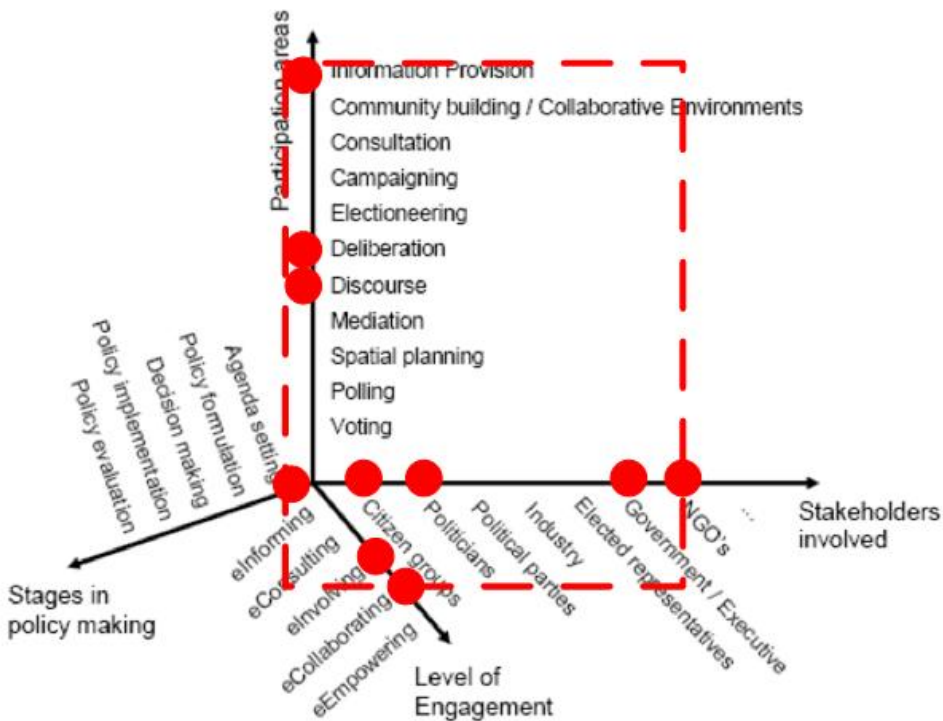 Participation areas
Information Provision
Community building / Collaborative Environments
Consultation
Campaigning
Electioneering
Deliberation
Discourse
Mediation
Spatial planning
Polling
Voting
Agenda setting
Policy formulation
Decision making
Policy implementation
Policy evaluation
Stages in
policy making
eInforming
eConsulting
eInvolving
eCollaborating
eEmpowering
Level of
Engagement
Citizen groups
Politicians
Political parties
Industry
Elected representatives
Government / Executive
NGO's
...
Stakeholders
involved